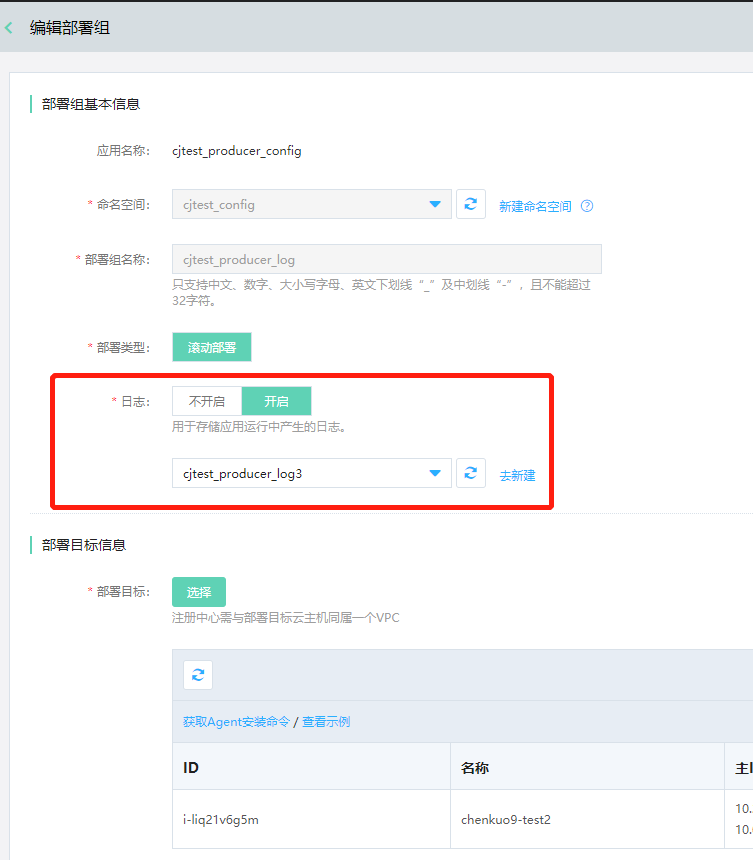 编辑部署组
部署组基本信息
应用名称： cjtest_producer_config
* 命名空间： cjtest_config 新建命名空间 ?
* 部署组名称： cjtest_producer_log
只支持中文、数字、大小写字母、英文下划线“_”及中划线“-”，且不能超过
32字符。
* 部署类型： 滚动部署
* 日志： 不开启 开启
用于存储应用运行中产生的日志。
cjtest_producer_log3 去新建
部署目标信息
* 部署目标： 选择
注册中心需与部署目标云主机同属一个VPC
获取Agent安装命令 / 查看示例
ID 名称
i-liq21v6g5m chenkuo9-test2 10.
10.